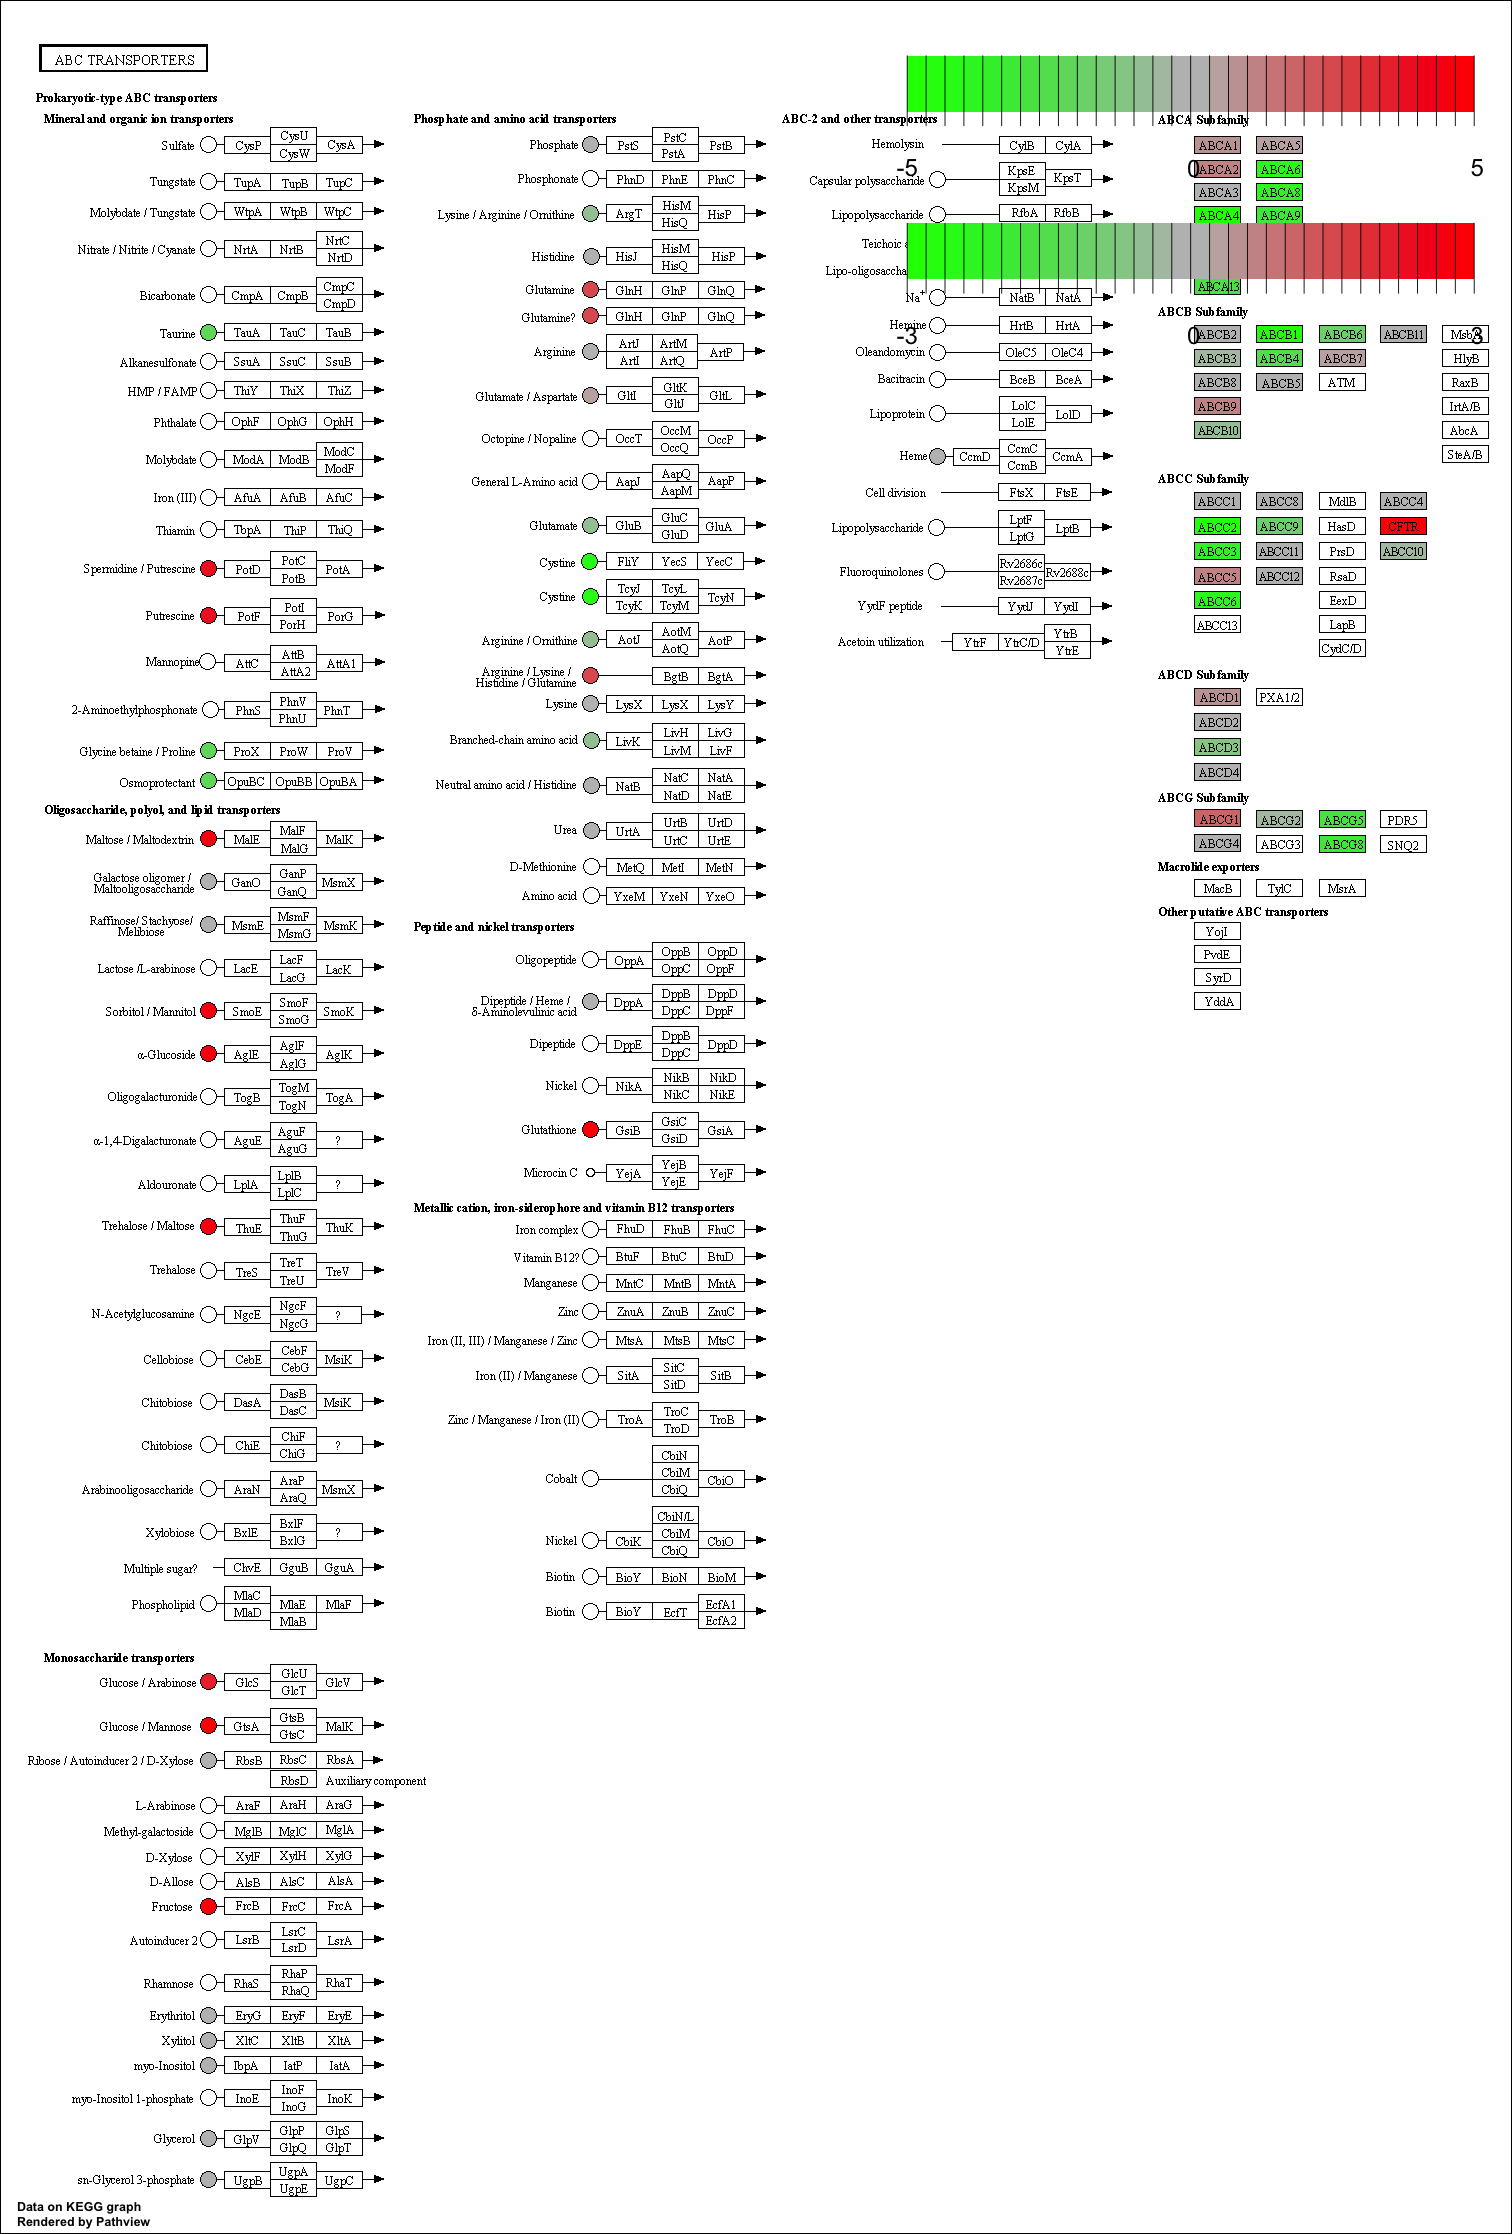 ABC TRANSPORTERS
Prokaryotic-type ABC transporters
Mineral and organic ion transporters
Sulfate CysP CysU CysW CysA
Tungstate TupA TupB TupC
Molybdate / Tungstate WtpA WtpB WtpC
Nitrate / Nitrite / Cyanate NrtA NrtB NrtC NrtD
Bicarbonate CmpA CmpB CmpC CmpD
Taurine TauA TauC TauB
Alkanesulfonate SsuA SsuC SsuB
HMP / FAMP ThiY ThiX ThiZ
Phthalate OphF OphG OphH
Molybdate ModA ModB ModC ModF
Iron (III) AfuA AfuB AfuC
Thiamin TbpA ThiP ThiQ
Spermidine / Putrescine PotD PotC PotB PotA
Putrescine PotF PotI PorH PorG
Mannopine AttC AttB AttA2 AttA1
2-Aminoethylphosphonate PhnS PhnV PhnU PhnT
Glycine betaine / Proline ProX ProW ProV
Osmoprotectant OpuBC OpuBB OpuBA
Oligosaccharide, polyol, and lipid transporters
Maltose / Maltodextrin MalE MalF MalG MalK
Galactose oligomer /
Maltooligosaccharide GanO GanP GanQ MsmX
Raffinose/ Stachyose/
Melibiose MsmE MsmF MsmG MsmK
Lactose /L-arabinose LacE LacF LacG LacK
Sorbitol / Mannitol SmoE SmoF SmoG SmoK
α-Glucoside AglE AglF AglG AglK
Oligogalacturonide TogB TogM TogN TogA
α-1,4-Digalacturonate AguE AguF AguG ?
Aldouronate LplA LplB LplC ?
Trehalose / Maltose ThuE ThuF ThuG ThuK
Trehalose TreS TreT TreU TreV
N-Acetylglucosamine NgcE NgcF NgcG ?
Cellobiose CebE CebF CebG MsiK
Chitobiose DasA DasB DasC MsiK
Chitobiose ChiE ChiF ChiG ?
Arabinooligosaccharide AraN AraP AraQ MsmX
Xylobiose BxlE BxlF BxlG ?
Multiple sugar? ChvE GguB GguA
Phospholipid MlaC MlaD MlaE MlaB MlaF
Monosaccharide transporters
Glucose / Arabinose GlcS GlcU GlcT GlcV
Glucose / Mannose GtsA GtsB GtsC MalK
Ribose / Autoinducer 2 / D-Xylose RbsB RbsC RbsA
RbsD Auxiliary component
L-Arabinose AraF AraH AraG
Methyl-galactoside MglB MglC MglA
D-Xylose XylF XylH XylG
D-Allose AlsB AlsC AlsA
Fructose FrcB FrcC FrcA
Autoinducer 2 LsrB LsrC LsrD LsrA
Rhamnose RhaS RhaP RhaQ RhaT
Erythritol EryG EryF EryE
Xylitol XltC XltB XltA
myo-Inositol IbpA IatP IatA
myo-Inositol 1-phosphate InoE InoF InoG InoK
Glycerol GlpV GlpP GlpQ GlpS GlpT
sn-Glycerol 3-phosphate UgpB UgpA UgpE UgpC
Data on KEGG graph
Rendered by Pathview
Phosphate and amino acid transporters
Phosphate PstS PstC PstA PstB
Phosphonate PhnD PhnE PhnC
Lysine / Arginine / Ornithine ArgT HisM HisQ HisP
Histidine HisJ HisM HisQ HisP
Glutamine GlnH GlnP GlnQ
Glutamine? GlnH GlnP GlnQ
Arginine ArtJ ArtI ArtM ArtQ ArtP
Glutamate / Aspartate GltI GltK GltJ GltL
Octopine / Nopaline OccT OccM OccQ OccP
General L-Amino acid AapJ AapQ AapM AapP
Glutamate GluB GluC GluD GluA
Cystine FliY YecS YecC
Cystine TcyJ TcyK TcyL TcyM TcyN
Arginine / Ornithine AotJ AotM AotQ AotP
Arginine / Lysine /
Histidine / Glutamine BgtB BgtA
Lysine LysX LysX LysY
Branched-chain amino acid LivK LivH LivM LivG LivF
Neutral amino acid / Histidine NatB NatC NatD NatA NatE
Urea UrtA UrtB UrtC UrtD UrtE
D-Methionine MetQ MetI MetN
Amino acid YxeM YxeN YxeO
Peptide and nickel transporters
Oligopeptide OppA OppB OppC OppD OppF
Dipeptide / Heme /
δ-Aminolevulinic acid DppA DppB DppC DppD DppF
Dipeptide DppE DppB DppC DppD
Nickel NikA NikB NikC NikD NikE
Glutathione GsiB GsiC GsiD GsiA
Microcin C YejA YejB YejE YejF
Metallic cation, iron-siderophore and vitamin B12 transporters
Iron complex FhuD FhuB FhuC
Vitamin B12? BtuF BtuC BtuD
Manganese MntC MntB MntA
Zinc ZnuA ZnuB ZnuC
Iron (II, III) / Manganese / Zinc MtsA MtsB MtsC
Iron (II) / Manganese SitA SitC SitD SitB
Zinc / Manganese / Iron (II) TroA TroC TroD TroB
Cobalt CbiN CbiM CbiQ CbiO
Nickel CbiK CbiN/L CbiM CbiQ CbiO
Biotin BioY BioN BioM
Biotin BioY EcfT EcfA1 EcfA2
ABC-2 and other transporters
Hemolysin CylB CylA
Capsular polysaccharide KpsE KpsM KpsT
Lipopolysaccharide RfbA RfbB
Teichoic
Na+ NatB NatA
Hemine HrtB HrtA
Oleandomycin OleC5 OleC4
Bacitracin BceB BceA
Lipoprotein LolC LolE LolD
Heme CcmD CcmC CcmB CcmA
Cell division FtsX FtsE
Lipopolysaccharide LptF LptG LptB
Fluoroquinolones Rv2686c Rv2687c Rv2688c
YydF peptide YydJ YydI
Acetoin utilization YtrF YtrC/D YtrB YtrE
-5 0 5
-3 0 3
ABCA Subfamily
ABCA1 ABCA5
ABCA2 ABCA6
ABCA3 ABCA8
ABCA4 ABCA9
ABCA13
ABCB Subfamily
ABCB2 ABCB1 ABCB6 ABCB11 MsbA
ABCB3 ABCB4 ABCB7 HlyB
ABCB8 ABCB5 ATM RaxB
ABCB9 IrtA/B
ABCB10 AbcA
SteA/B
ABCC Subfamily
ABCC1 ABCC8 MdlB ABCC4
ABCC2 ABCC9 HasD CFTR
ABCC3 ABCC11 PrsD ABCC10
ABCC5 ABCC12 RsaD
ABCC6 EexD
ABCC13 LapB
CydC/D
ABCD Subfamily
ABCD1 PXA1/2
ABCD2
ABCD3
ABCD4
ABCG Subfamily
ABCG1 ABCG2 ABCG5 PDR5
ABCG4 ABCG3 ABCG8 SNQ2
Macrolide exporters
MacB TylC MsrA
Other putative ABC transporters
YojI
PvdE
SyrD
YddA